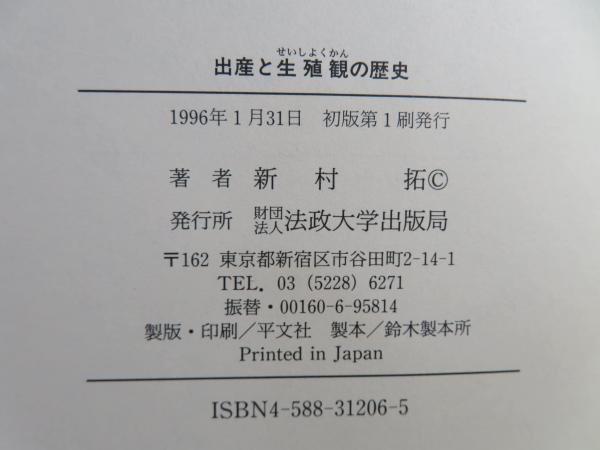 せいしよくかん
出産と生殖観の歴史
1996年1月31日 初版第1刷発行
著者 新村 拓©
発行所 財団法人法政大学出版局
〒162 東京都新宿区市谷田町2-14-1
TEL. 03 (5228) 6271
振替・00160-6-95814
製版・印刷/平文社 製本/鈴木製本所
Printed in Japan
ISBN4-588-31206-5